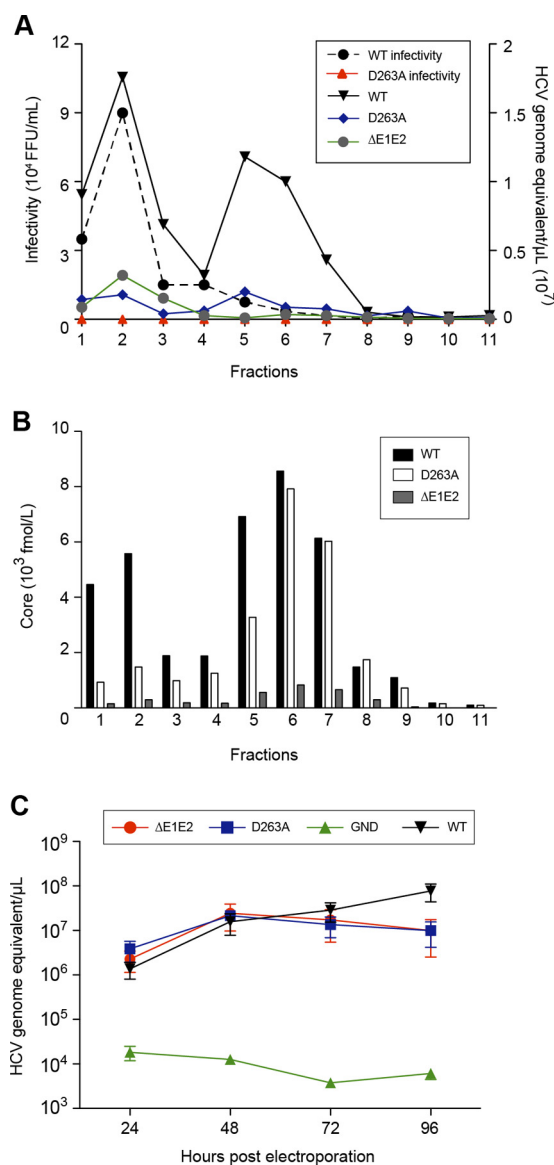 A
12
9
6
3
0
Infectivity (10⁴ FFU/mL)
WT infectivity
D263A infectivity
WT
D263A
ΔE1E2
2
1.5
1
0.5
0
HCV genome equivalent/µL (10⁷)
1 2 3 4 5 6 7 8 9 10 11
Fractions
B
10
8
6
4
2
0
Core (10³ fmol/L)
WT
D263A
ΔE1E2
1 2 3 4 5 6 7 8 9 10 11
Fractions
C
ΔE1E2 D263A GND WT
10⁹
10⁸
10⁷
10⁶
10⁵
10⁴
10³
HCV genome equivalent/µL
24 48 72 96
Hours post electroporation